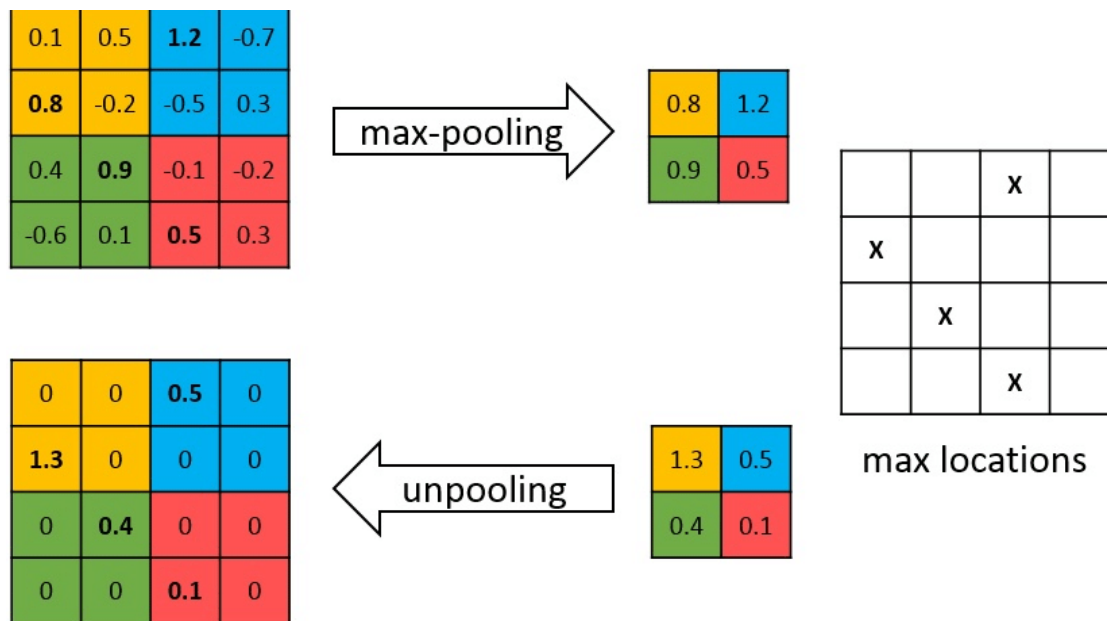 0.1 0.5 1.2 -0.7
0.8 -0.2 -0.5 0.3
0.4 0.9 -0.1 -0.2
-0.6 0.1 0.5 0.3
max-pooling
0.8 1.2
0.9 0.5
X
X
X
X
max locations
0 0 0.5 0
1.3 0 0 0
0 0.4 0 0
0 0 0.1 0
unpooling
1.3 0.5
0.4 0.1